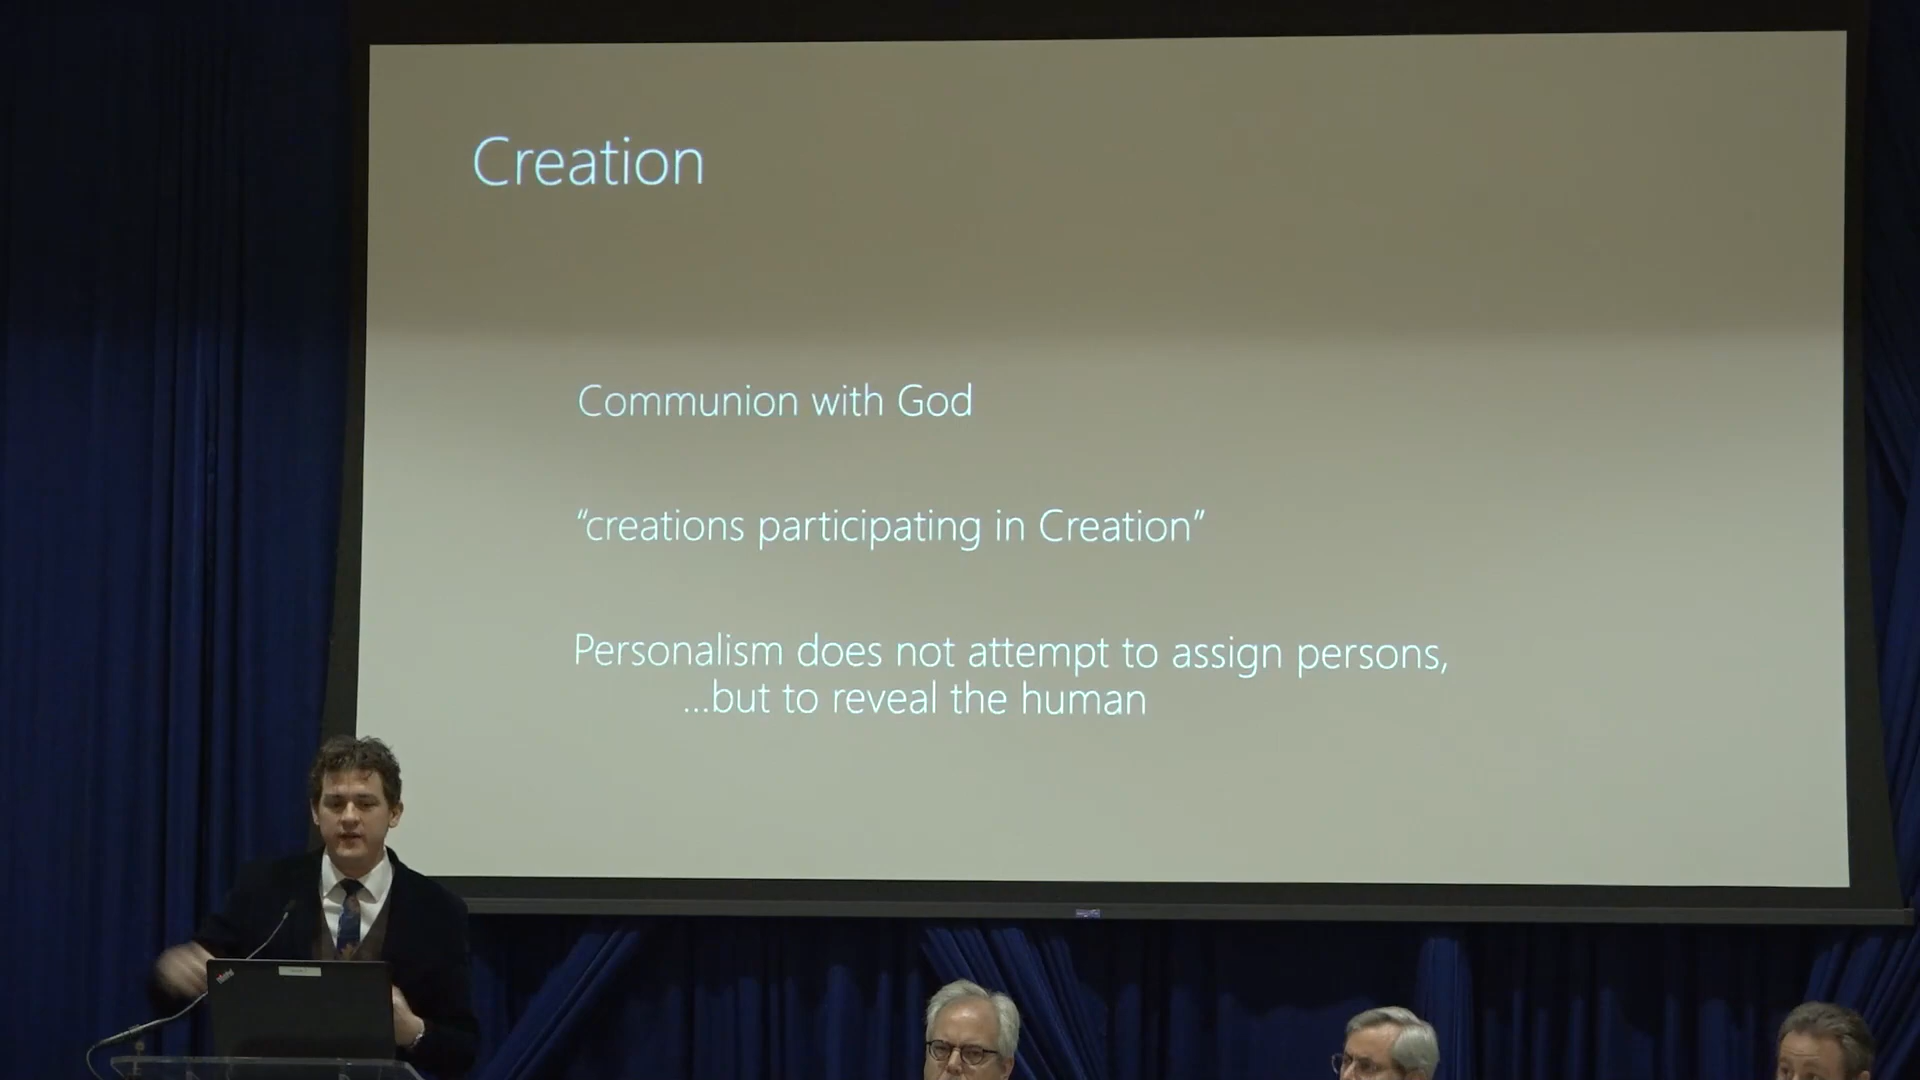 Creation
Communion with God
“creations participating in Creation”
Personalism does not attempt to assign persons,
...but to reveal the human